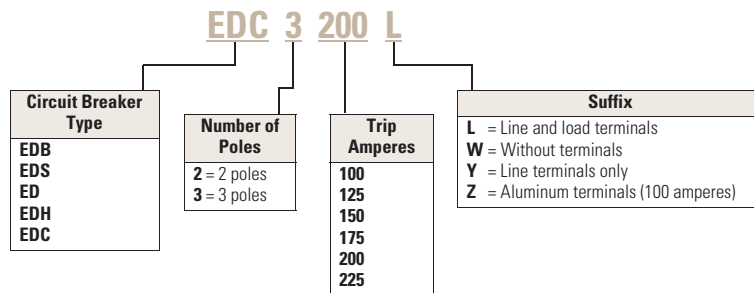 EDC 3 200 L
Circuit Breaker
Type
EDB
EDS
ED
EDH
EDC
Number of
Poles
2 = 2 poles
3 = 3 poles
Trip
Amperes
100
125
150
175
200
225
Suffix
L = Line and load terminals
W = Without terminals
Y = Line terminals only
Z = Aluminum terminals (100 amperes)